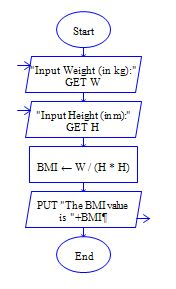 Start
"Input Weight (in kg):"
GET W
"Input Height (in m):"
GET H
BMI ← W / (H * H)
PUT "The BMI value
is "+BMI¶
End